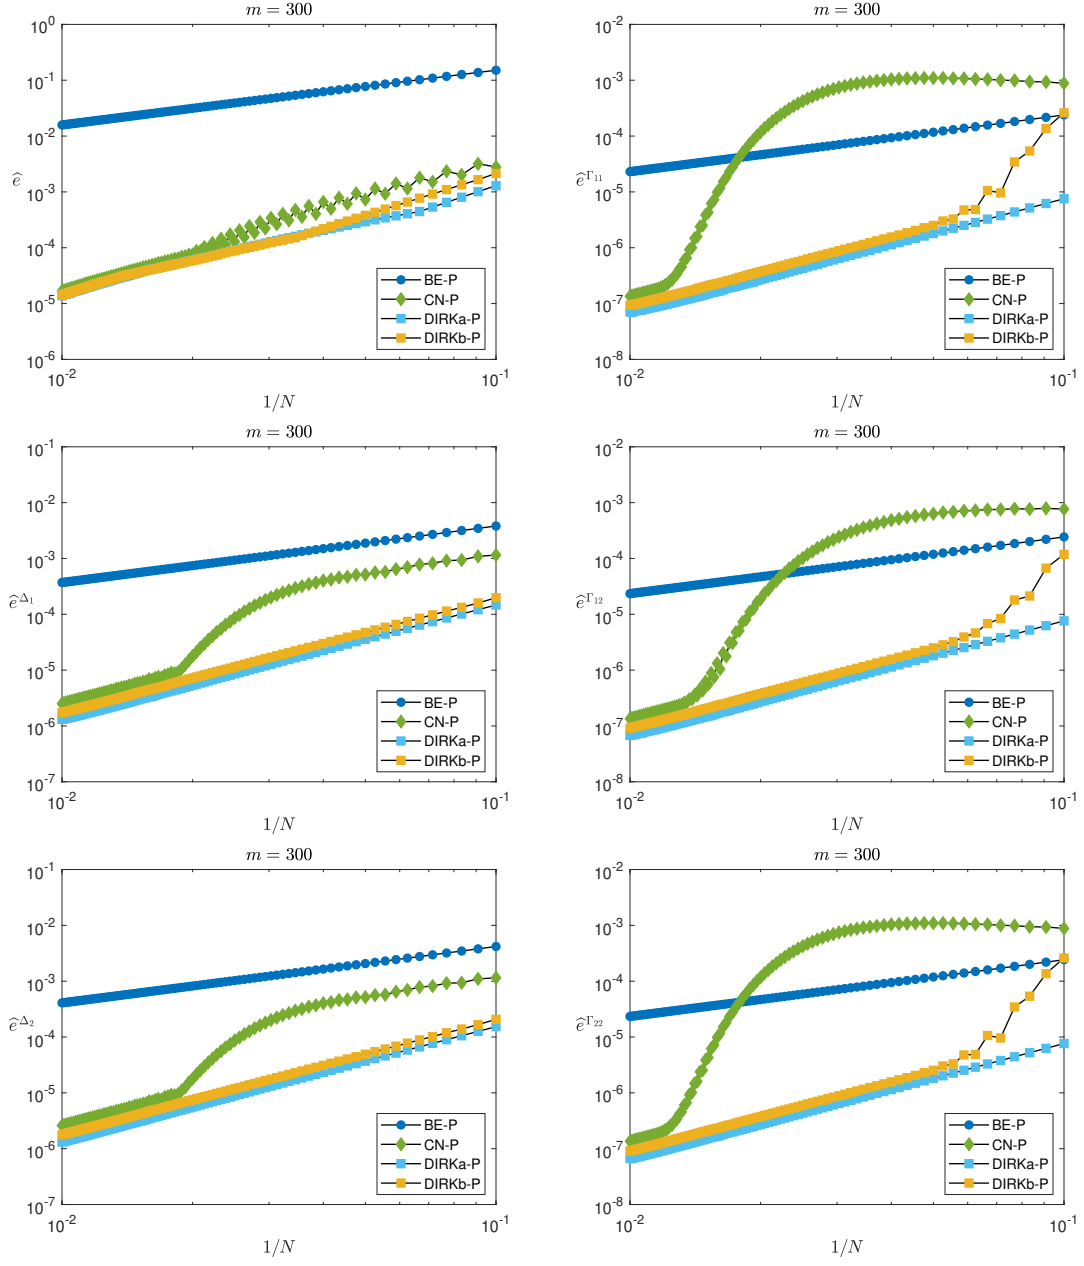 m = 300
10^0
10^-1
10^-2
10^-3
10^-4
10^-5
10^-6
ê
10^-2
10^-1
1/N
BE-P
CN-P
DIRKa-P
DIRKb-P
m = 300
10^-2
10^-3
10^-4
10^-5
10^-6
10^-7
10^-8
ê^Γ_11
10^-2
10^-1
1/N
BE-P
CN-P
DIRKa-P
DIRKb-P
m = 300
10^-1
10^-2
10^-3
10^-4
10^-5
10^-6
10^-7
ê^Δ_1
10^-2
10^-1
1/N
BE-P
CN-P
DIRKa-P
DIRKb-P
m = 300
10^-2
10^-3
10^-4
10^-5
10^-6
10^-7
10^-8
ê^Γ_12
10^-2
10^-1
1/N
BE-P
CN-P
DIRKa-P
DIRKb-P
m = 300
10^-1
10^-2
10^-3
10^-4
10^-5
10^-6
10^-7
ê^Δ_2
10^-2
10^-1
1/N
BE-P
CN-P
DIRKa-P
DIRKb-P
m = 300
10^-2
10^-3
10^-4
10^-5
10^-6
10^-7
10^-8
ê^Γ_22
10^-2
10^-1
1/N
BE-P
CN-P
DIRKa-P
DIRKb-P